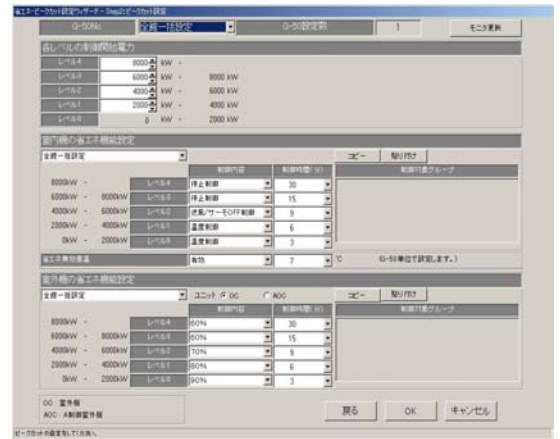 省エネ・ピークカット設定ウィザード - Step2:ピークカット設定
G-50No 全館一括設定 G-50設定数 1 モニタ更新
各レベルの制御開始電力
レベル4 8000 kW -
レベル3 6000 kW - 8000 kW
レベル2 4000 kW - 6000 kW
レベル1 2000 kW - 4000 kW
レベル0 0 kW - 2000 kW
室内機の省エネ機能設定
全館一括設定 コピー 貼り付け
制御内容 制御時間(分) 制御対象グループ
8000kW - レベル4 停止制御 30
6000kW - 8000kW レベル3 停止制御 15
4000kW - 6000kW レベル2 送風/サーモOFF制御 9
2000kW - 4000kW レベル1 温度制御 6
0kW - 2000kW レベル0 温度制御 3
省エネ無効室温 有効 7 ℃ (G-50単位で設定します。)
室外機の省エネ機能設定
全館一括設定 ユニット OC AOC コピー 貼り付け
制御内容 制御時間(分) 制御対象グループ
8000kW - レベル4 60% 30
6000kW - 8000kW レベル3 60% 15
4000kW - 6000kW レベル2 70% 9
2000kW - 4000kW レベル1 80% 6
0kW - 2000kW レベル0 90% 3
OC : 室外機
AOC : A制御室外機
戻る OK キャンセル
ピークカットの設定をしてください。